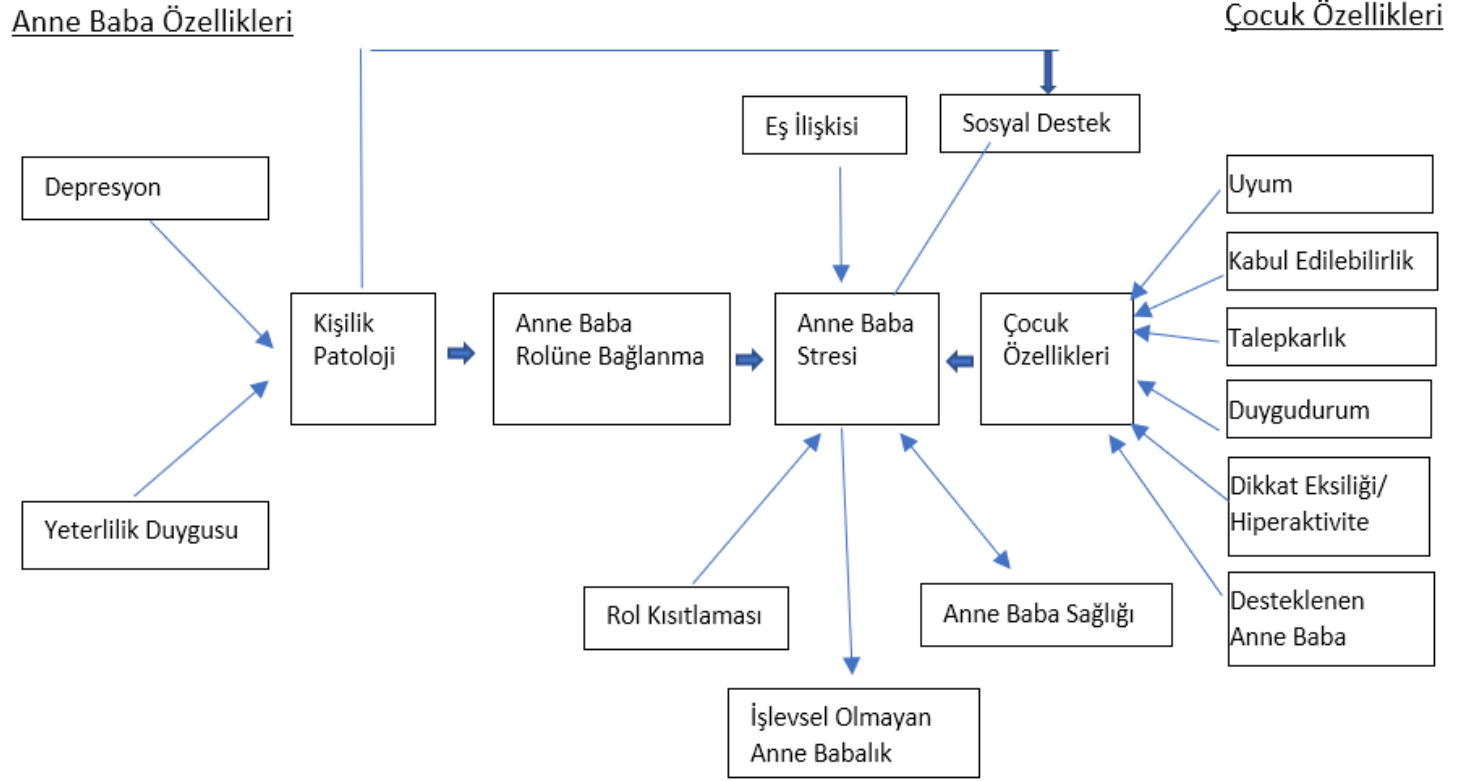 Anne Baba Özellikleri
Çocuk Özellikleri
Eş İlişkisi
Sosyal Destek
Depresyon
Uyum
Kabul Edilebilirlik
Kişilik
Patoloji
Anne Baba
Rolüne Bağlanma
Anne Baba
Stresi
Çocuk
Özellikleri
Talepkarlık
Duygudurum
Yeterlilik Duygusu
Dikkat Eksiliği/
Hiperaktivite
Rol Kısıtlaması
Anne Baba Sağlığı
Desteklenen
Anne Baba
İşlevsel Olmayan
Anne Babalık